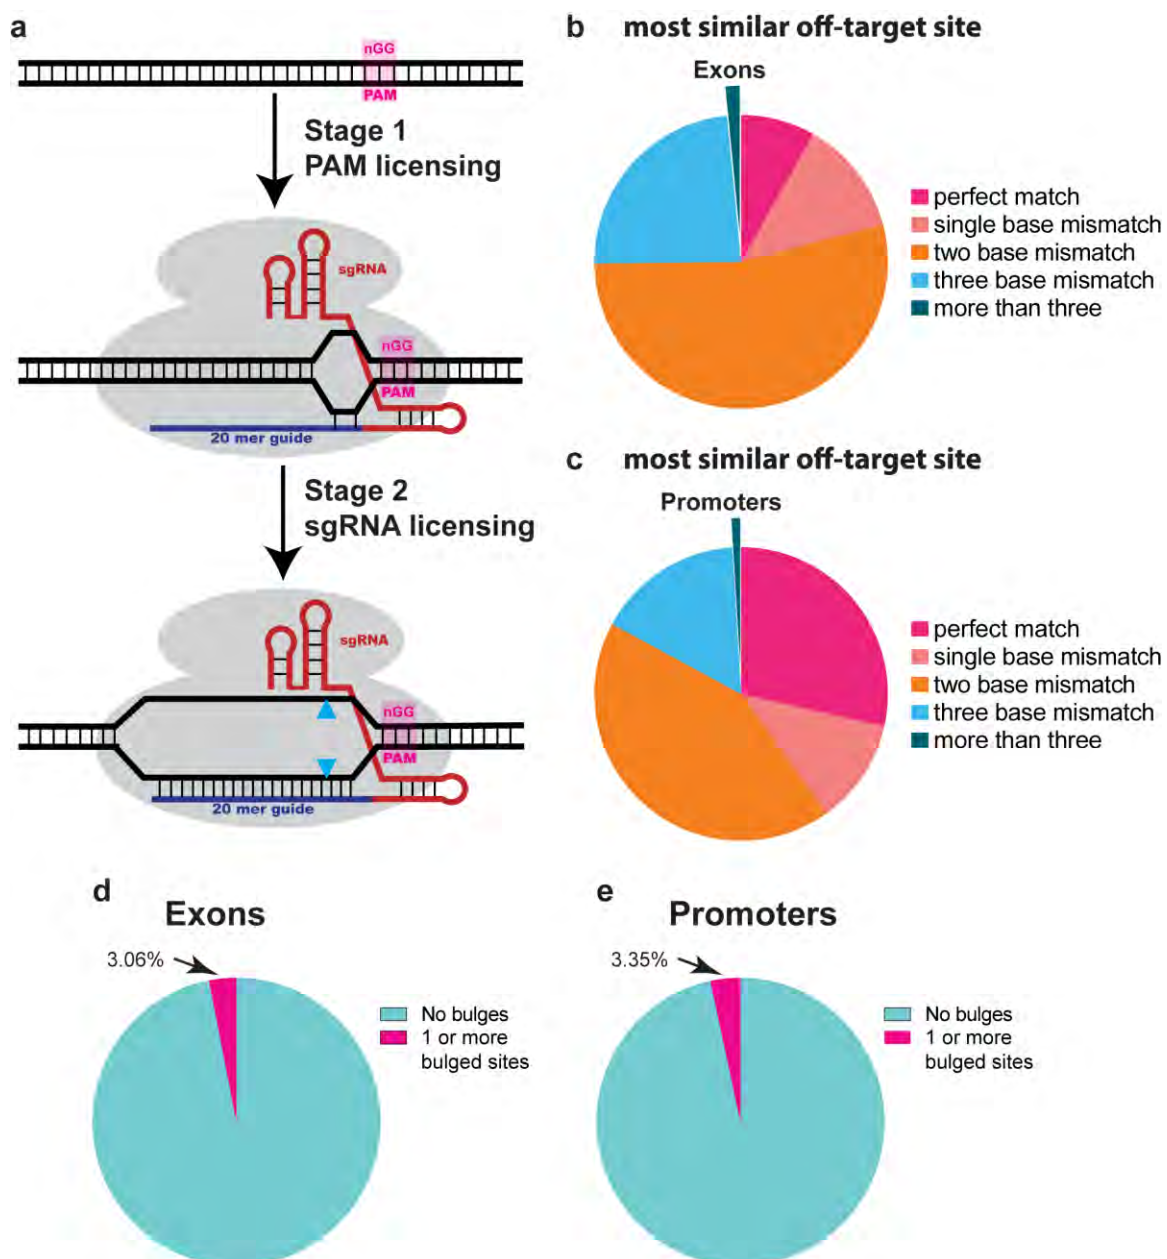 a
nGG
PAM
Stage 1
PAM licensing
sgRNA
nGG
PAM
20 mer guide
Stage 2
sgRNA licensing
sgRNA
nGG
PAM
20 mer guide
b most similar off-target site
Exons
perfect match
single base mismatch
two base mismatch
three base mismatch
more than three
c most similar off-target site
Promoters
perfect match
single base mismatch
two base mismatch
three base mismatch
more than three
d
Exons
3.06%
No bulges
1 or more
bulged sites
e
Promoters
3.35%
No bulges
1 or more
bulged sites